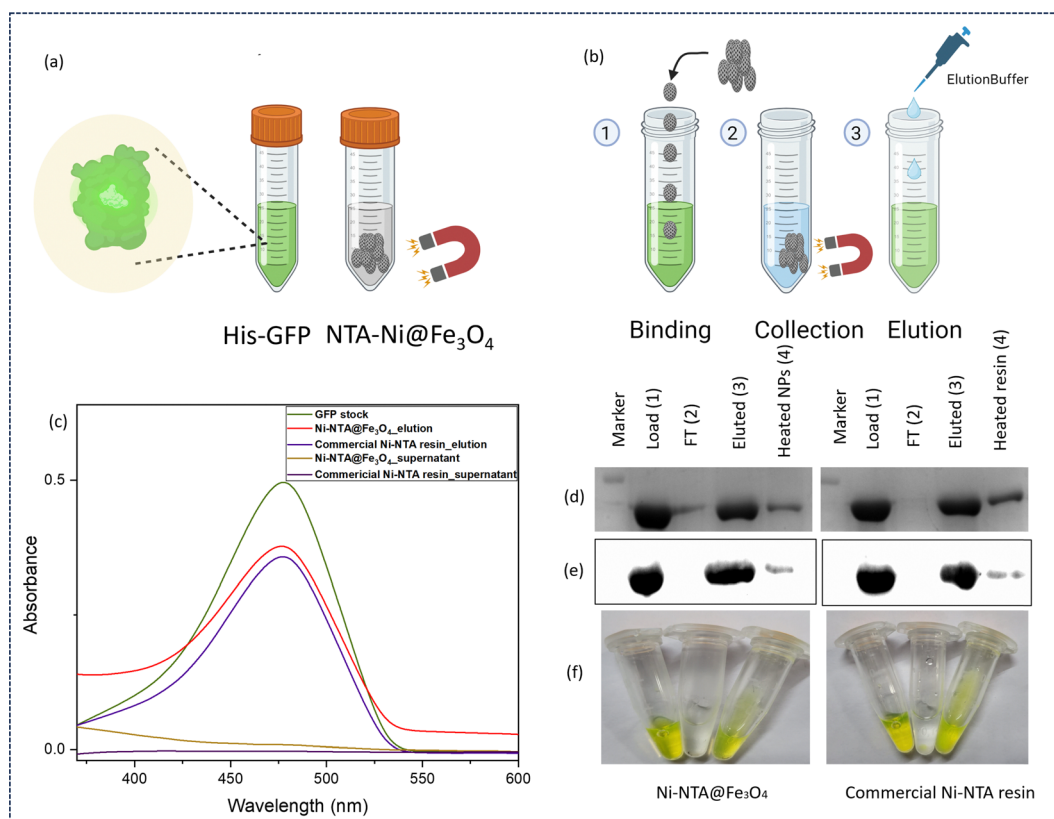 (a)
His-GFP
NTA-Ni@Fe₃O₄
(b)
ElutionBuffer
1
2
3
Binding
Collection
Elution
(c)
GFP stock
Ni-NTA@Fe₃O₄_elution
Commercial Ni-NTA resin_elution
Ni-NTA@Fe₃O₄_supernatant
Commericial Ni-NTA resin_supernatant
Absorbance
0.5
0.0
400
450
500
550
600
Wavelength (nm)
Marker
Load (1)
FT (2)
Eluted (3)
Heated NPs (4)
Marker
Load (1)
FT (2)
Eluted (3)
Heated resin (4)
(d)
(e)
(f)
Ni-NTA@Fe₃O₄
Commercial Ni-NTA resin